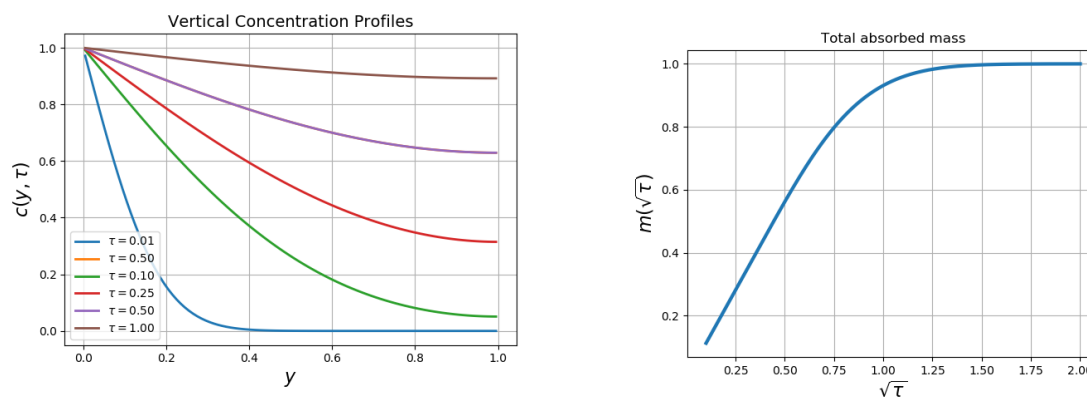 Vertical Concentration Profiles
1.0
0.8
0.6
0.4
0.2
0.0
c(y, τ)
τ = 0.01
τ = 0.50
τ = 0.10
τ = 0.25
τ = 0.50
τ = 1.00
0.0 0.2 0.4 0.6 0.8 1.0
y
Total absorbed mass
1.0
0.8
0.6
0.4
0.2
m(√τ)
0.25 0.50 0.75 1.00 1.25 1.50 1.75 2.00
√τ